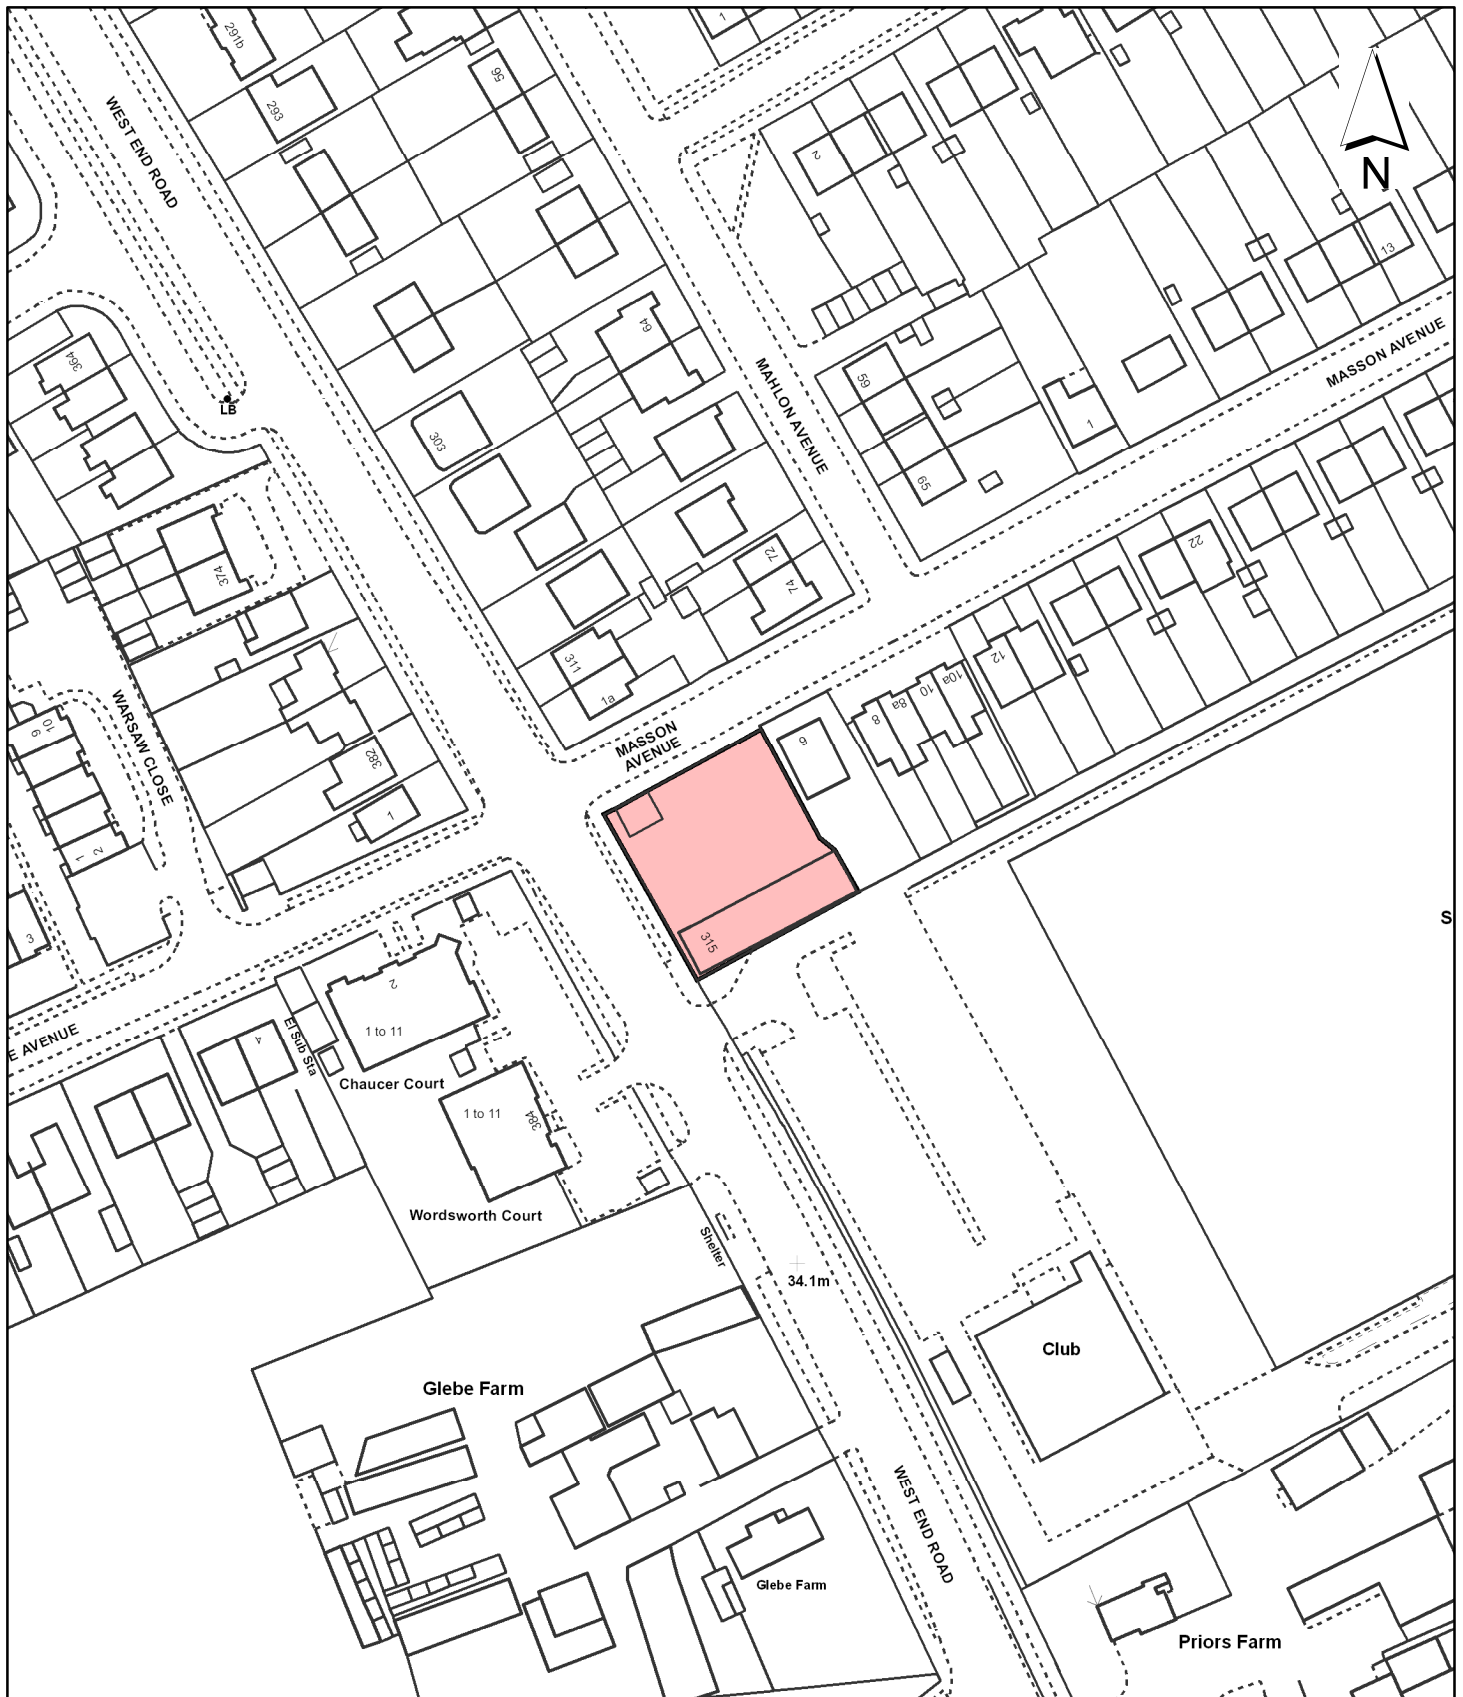 291b
1
56
293
WEST END ROAD
2
N
13
364
64
MASSON AVENUE
59
MAHLON AVENUE
LB
1
303
65
22
374
72
74
311
1a
12
10a
10
8a
8
WARSAW CLOSE
10
9
MASSON
AVENUE
6
382
1
1
2
3
315
S
2
1 to 11
E AVENUE
4
El Sub Sta
Chaucer Court
1 to 11
384
Wordsworth Court
Shelter
34.1m
Club
Glebe Farm
WEST END ROAD
Glebe Farm
Priors Farm